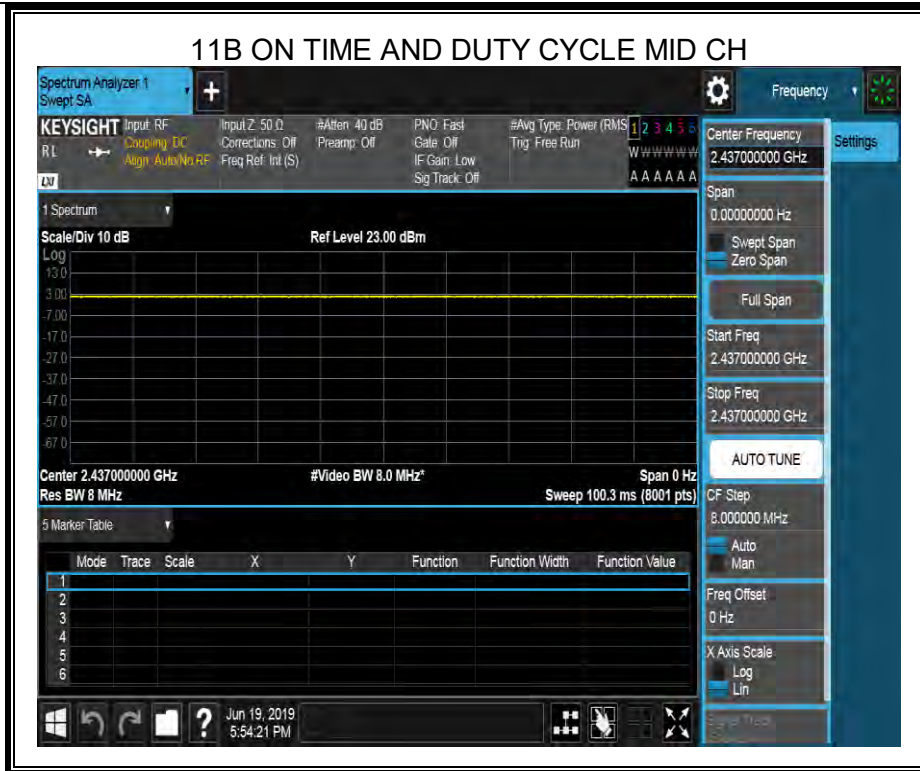 11B ON TIME AND DUTY CYCLE MID CH
Spectrum Analyzer 1
Swept SA
+
Frequency
KEYSIGHT
RL
LXI
Input: RF
Coupling: DC
Align: Auto/No RF
Input Z: 50 Ω
Corrections: Off
Freq Ref: Int (S)
#Atten: 40 dB
Preamp: Off
PNO: Fast
Gate: Off
IF Gain: Low
Sig Track: Off
#Avg Type: Power (RMS
Trig: Free Run
1 2 3 4 5 6
W W W W W W
A A A A A A
1 Spectrum
Scale/Div 10 dB
Ref Level 23.00 dBm
Log
13.0
3.00
-7.00
-17.0
-27.0
-37.0
-47.0
-57.0
-67.0
Center 2.437000000 GHz
#Video BW 8.0 MHz*
Span 0 Hz
Res BW 8 MHz
Sweep 100.3 ms (8001 pts)
5 Marker Table
Mode Trace Scale X Y Function Function Width Function Value
1
2
3
4
5
6
Jun 19, 2019
5:54:21 PM
?
Center Frequency
2.437000000 GHz
Settings
Span
0.00000000 Hz
Swept Span
Zero Span
Full Span
Start Freq
2.437000000 GHz
Stop Freq
2.437000000 GHz
AUTO TUNE
CF Step
8.000000 MHz
Auto
Man
Freq Offset
0 Hz
X Axis Scale
Log
Lin